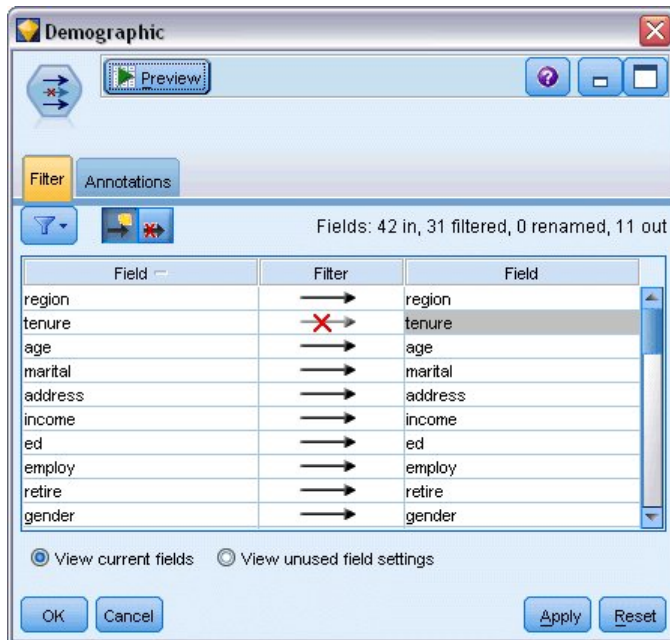 Demographic
Preview
Filter Annotations
Fields: 42 in, 31 filtered, 0 renamed, 11 out
Field Filter Field
region region
tenure tenure
age age
marital marital
address address
income income
ed ed
employ employ
retire retire
gender gender
View current fields View unused field settings
OK Cancel Apply Reset